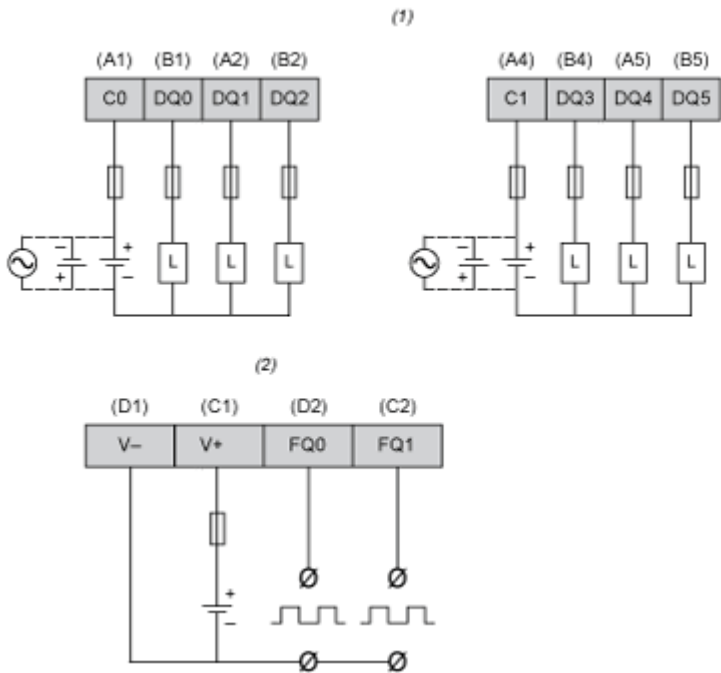 (1)
(A1) (B1) (A2) (B2)
C0 DQ0 DQ1 DQ2
– +
+ –
L L L
(A4) (B4) (A5) (B5)
C1 DQ3 DQ4 DQ5
– +
+ –
L L L
(2)
(D1) (C1) (D2) (C2)
V– V+ FQ0 FQ1
+
–